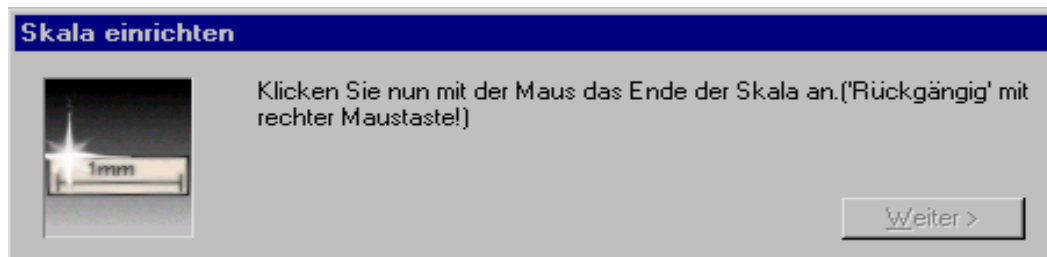 Skala einrichten
Klicken Sie nun mit der Maus das Ende der Skala an.('Rückgängig' mit
rechter Maustaste!)
1mm
Weiter >